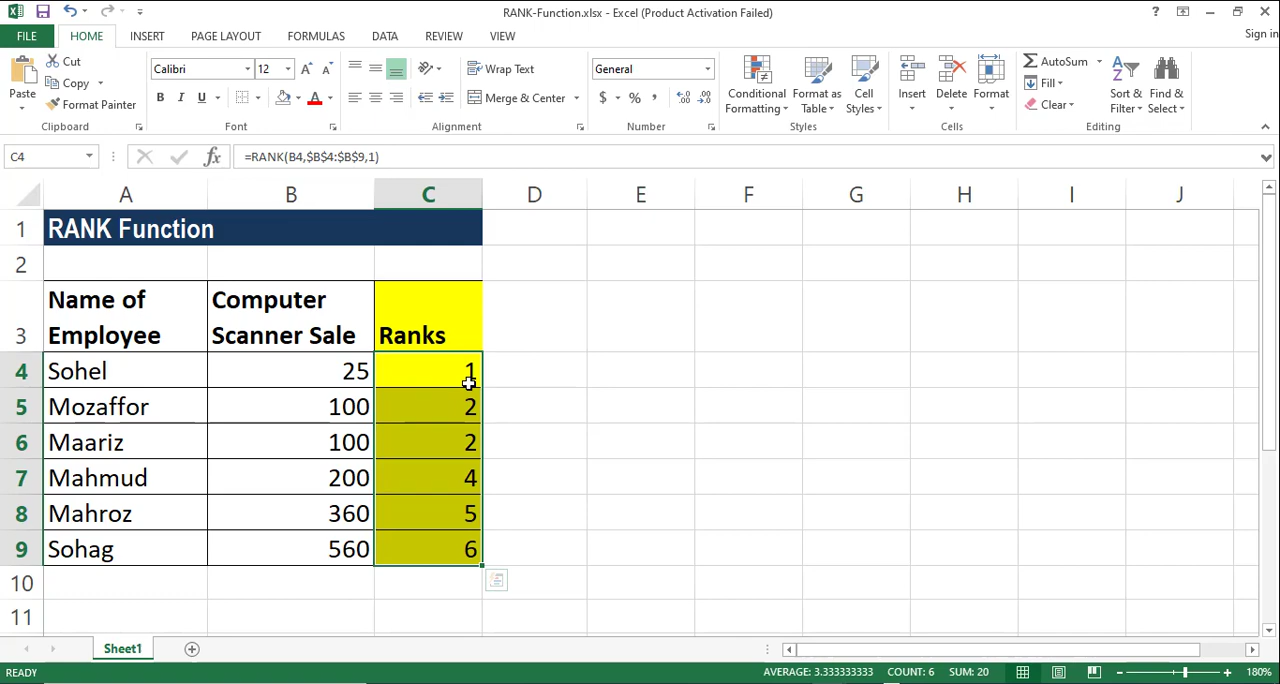 RANK-Function.xlsx - Excel (Product Activation Failed)
?
FILE HOME INSERT PAGE LAYOUT FORMULAS DATA REVIEW VIEW Sign in
Paste
Cut
Copy
Format Painter
Clipboard
Calibri 12
B I U A
Font
Wrap Text
Merge & Center
Alignment
General
$ % ,
Number
Conditional Formatting
Format as Table
Cell Styles
Styles
Insert Delete Format
Cells
AutoSum
Fill
Clear
Sort & Filter
Find & Select
Editing
C4 fx =RANK(B4,$B$4:$B$9,1)
A B C D E F G H I J
1 RANK Function
2
3 Name of Employee Computer Scanner Sale Ranks
4 Sohel 25 1
5 Mozaffor 100 2
6 Maariz 100 2
7 Mahmud 200 4
8 Mahroz 360 5
9 Sohag 560 6
10
11
Sheet1
READY AVERAGE: 3.333333333 COUNT: 6 SUM: 20 180%